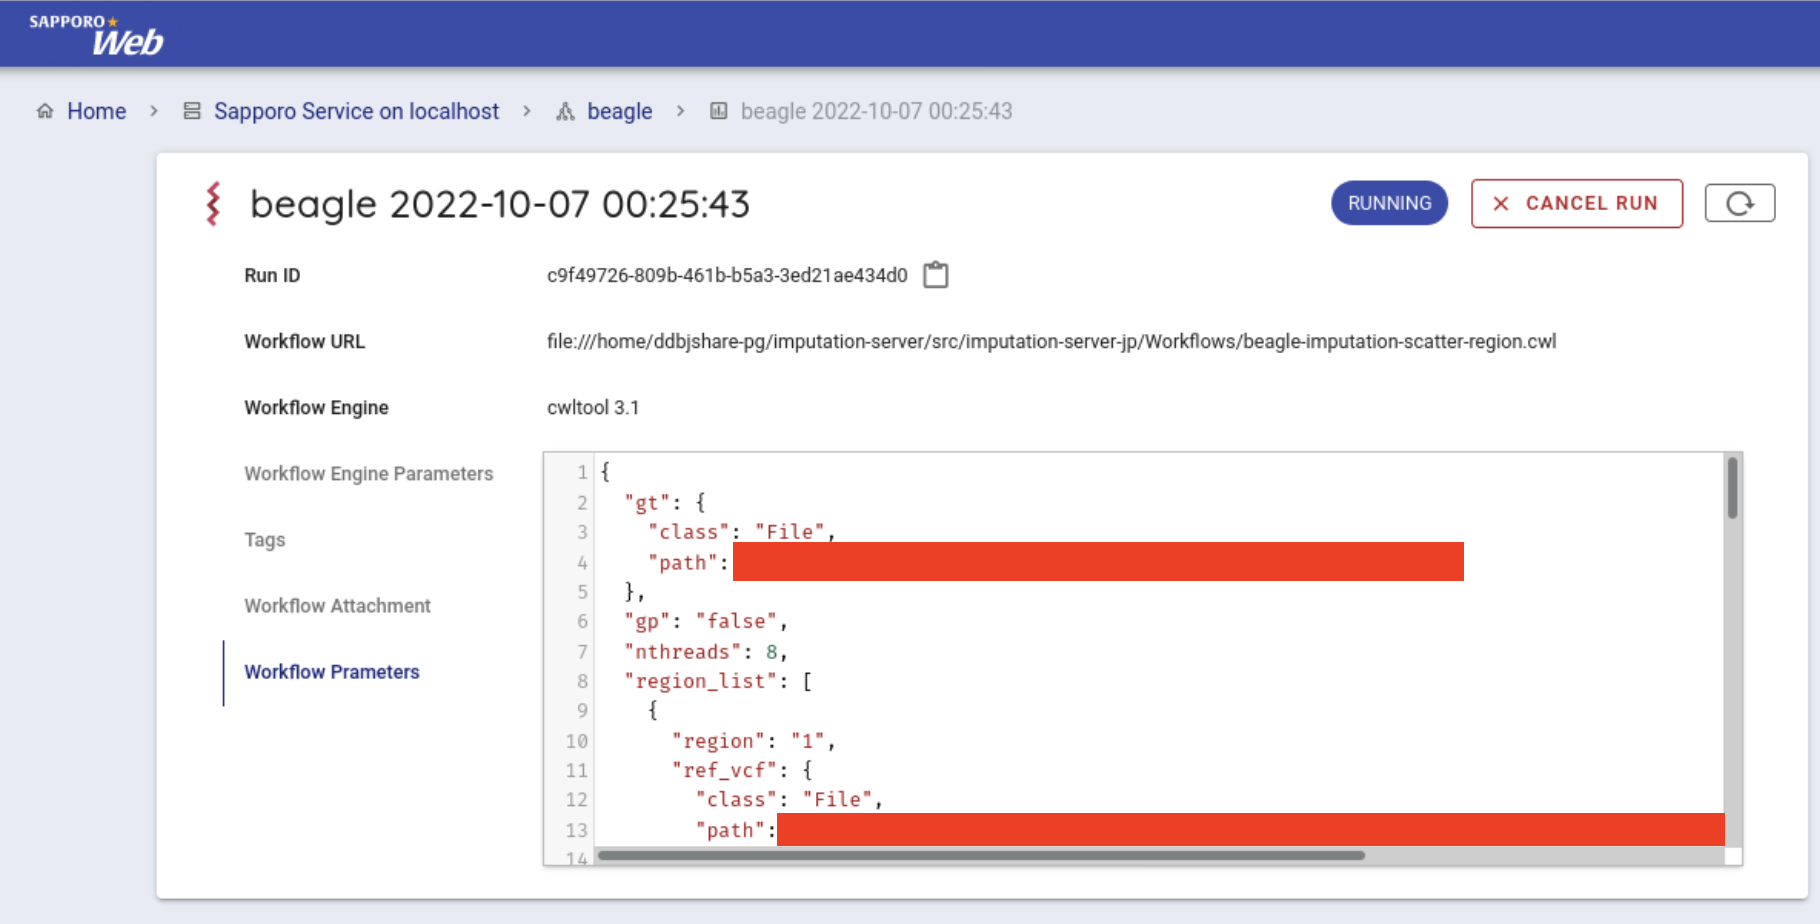 SAPPORO
Web
Home > Sapporo Service on localhost > beagle > beagle 2022-10-07 00:25:43
beagle 2022-10-07 00:25:43 RUNNING × CANCEL RUN
Run ID c9f49726-809b-461b-b5a3-3ed21ae434d0
Workflow URL file:///home/ddbjshare-pg/imputation-server/src/imputation-server-jp/Workflows/beagle-imputation-scatter-region.cwl
Workflow Engine cwltool 3.1
Workflow Engine Parameters
Tags
Workflow Attachment
Workflow Prameters
1 {
2 "gt": {
3 "class": "File",
4 "path":
5 },
6 "gp": "false",
7 "nthreads": 8,
8 "region_list": [
9 {
10 "region": "1",
11 "ref_vcf": {
12 "class": "File",
13 "path":
14